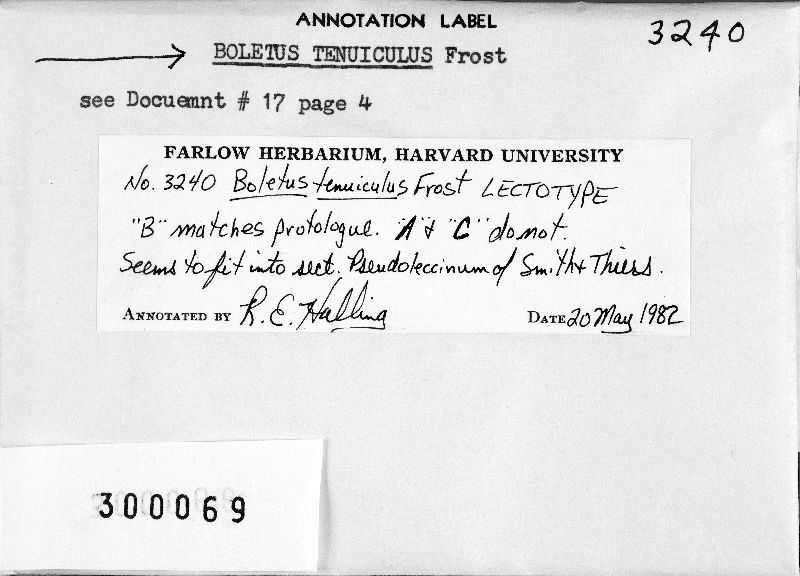 ANNOTATION LABEL
3240
BOLETUS TENUICULUS Frost
see Docuemnt # 17 page 4
FARLOW HERBARIUM, HARVARD UNIVERSITY
No. 3240 Boletus tenuiculus Frost LECTOTYPE
"B" matches protologue. "A" & "C" do not.
Seems to fit into sect. Pseudoleccinum of Smith & Thiers.
ANNOTATED BY R. E. Halling DATE 20 May 1982
300069